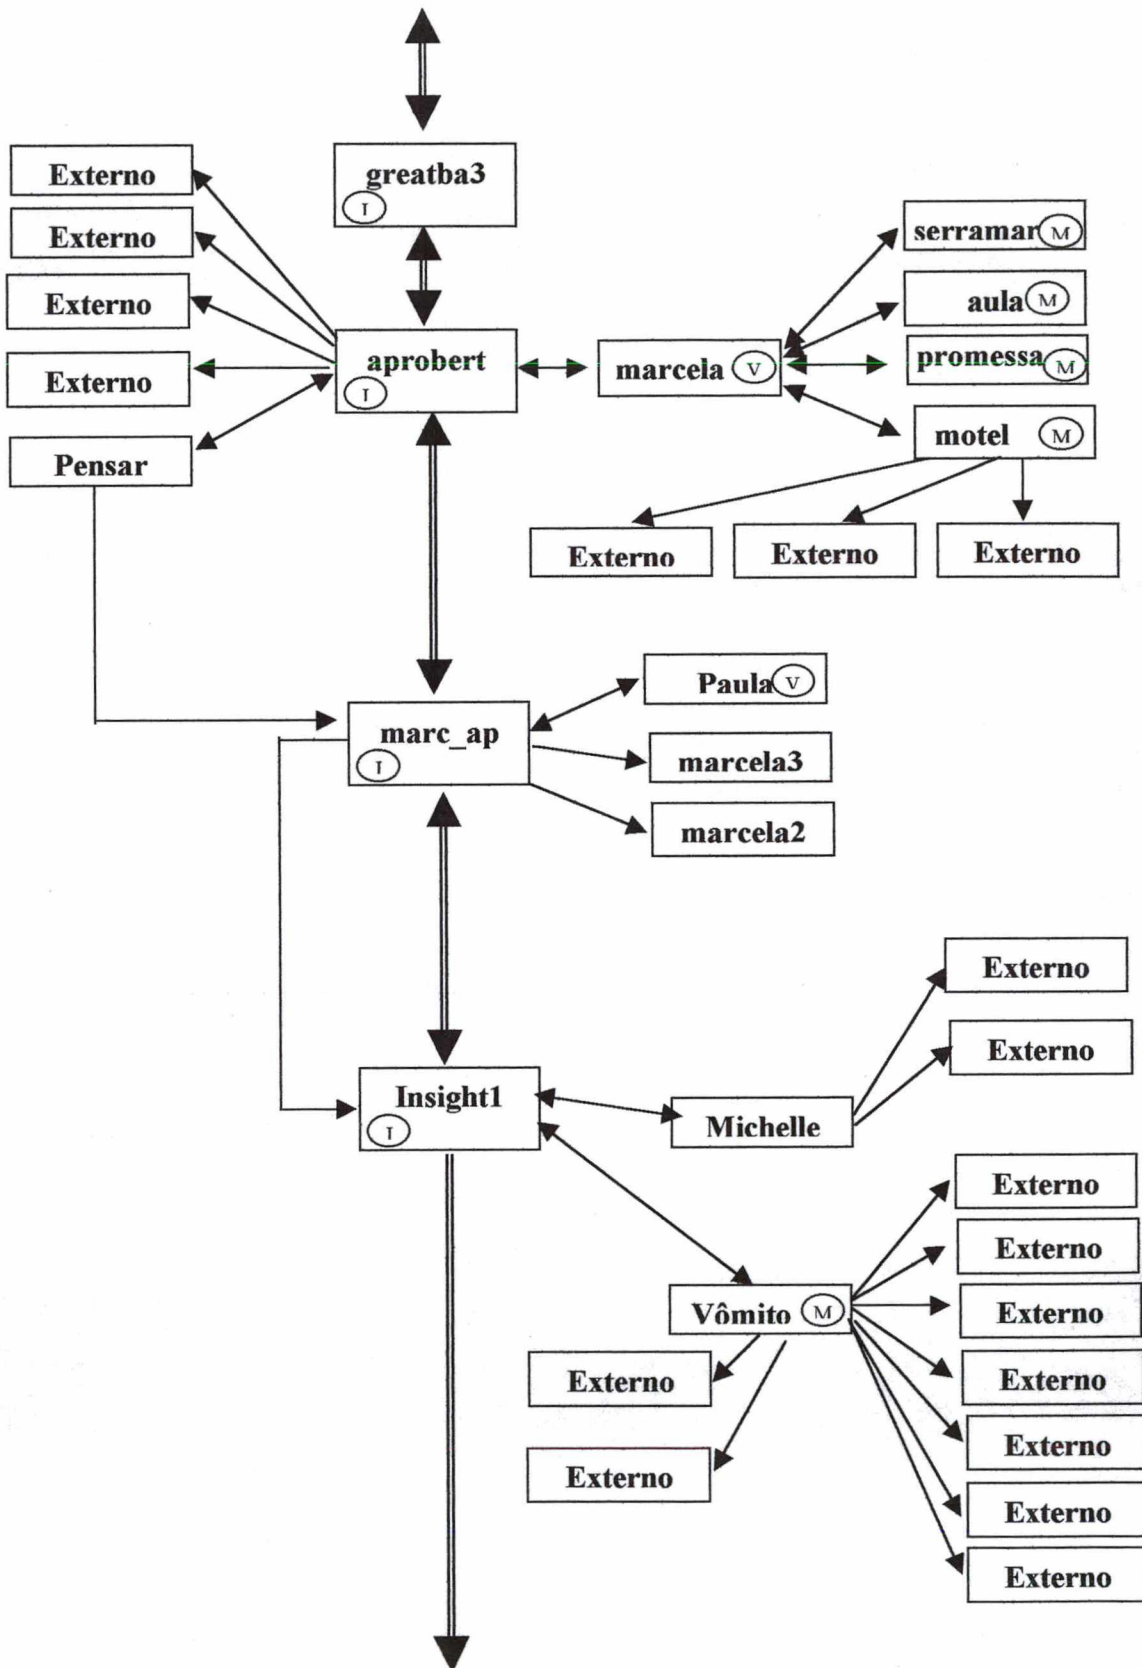 greatba3
I
Externo
Externo
Externo
Externo
Pensar
aprobert
I
marcela V
serramar M
aula M
promessa M
motel M
Externo
Externo
Externo
Paula V
marc_ap
I
marcela3
marcela2
Externo
Externo
Insight1
I
Michelle
Externo
Externo
Externo
Externo
Externo
Externo
Externo
Vômito M
Externo
Externo